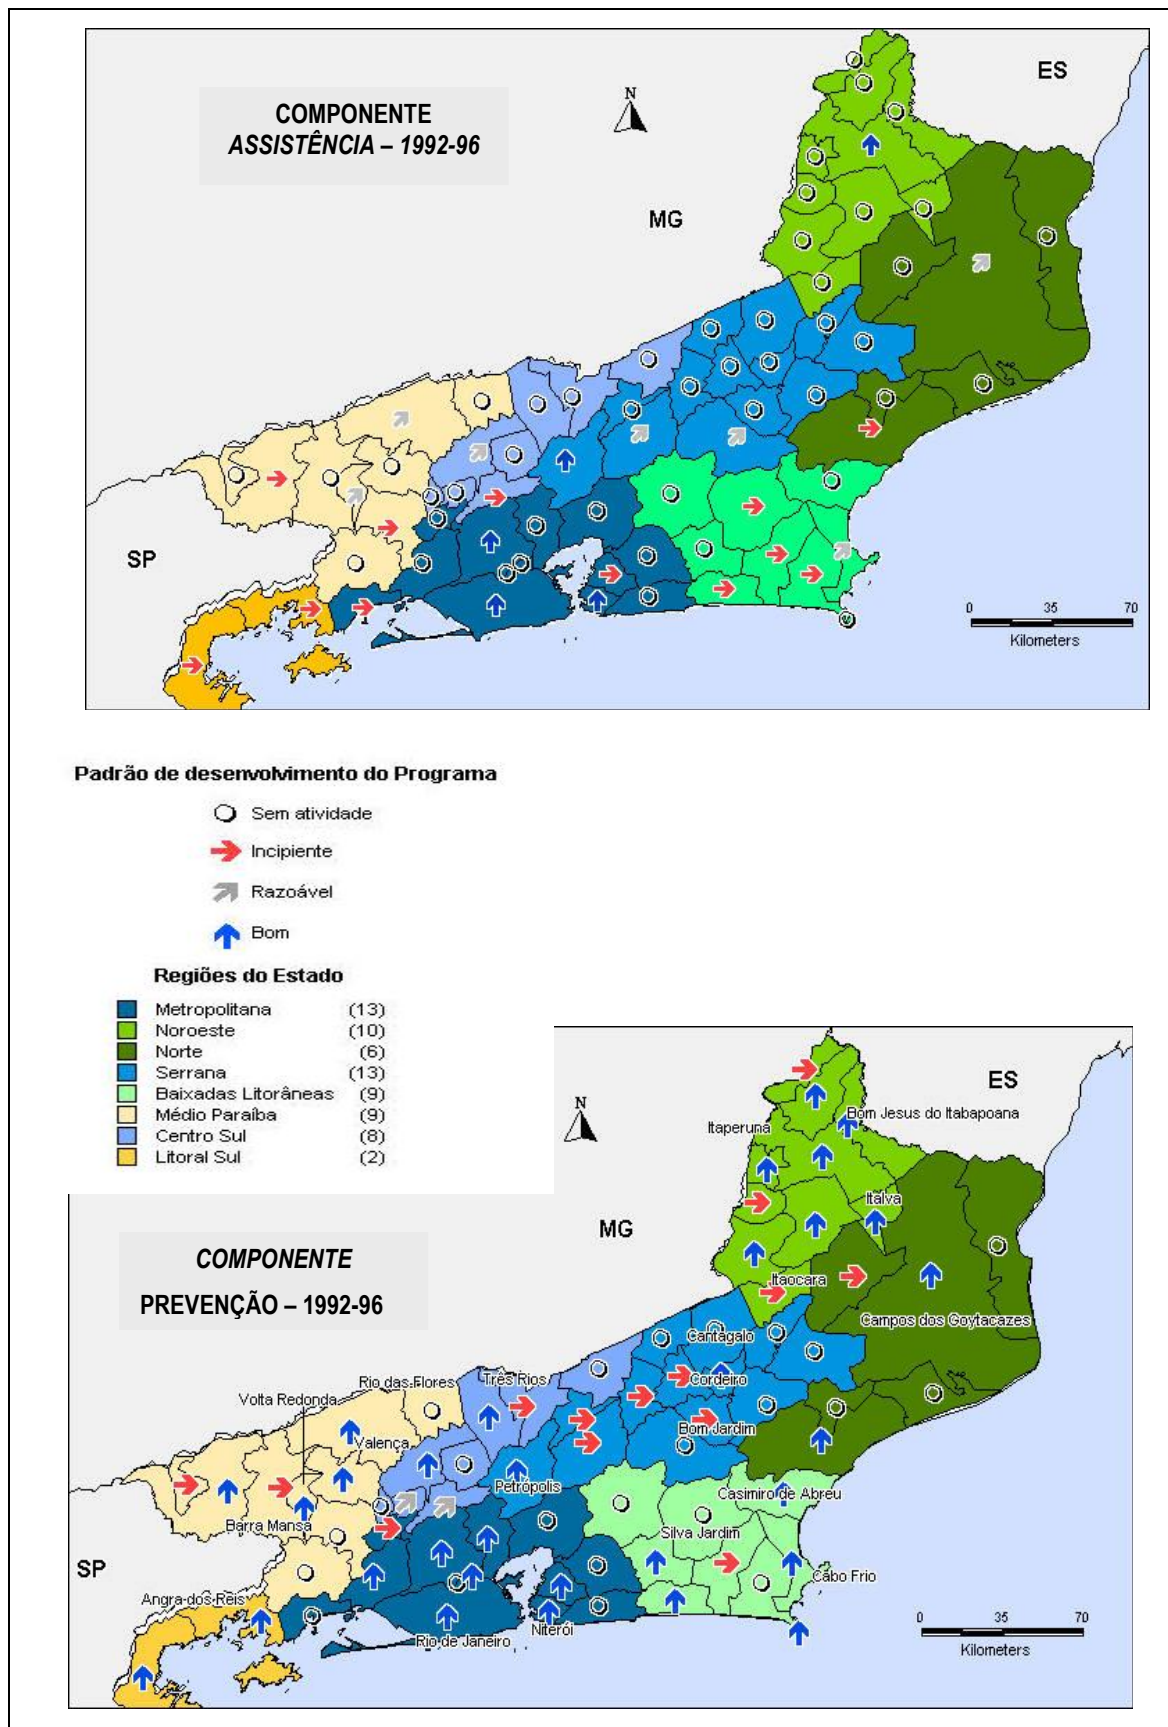 COMPONENTE
ASSISTÊNCIA – 1992-96
N
ES
MG
SP
0 35 70
Kilometers
Padrão de desenvolvimento do Programa
Sem atividade
Incipiente
Razoável
Bom
Regiões do Estado
Metropolitana (13)
Noroeste (10)
Norte (6)
Serrana (13)
Baixadas Litorâneas (9)
Médio Paraíba (9)
Centro Sul (8)
Litoral Sul (2)
COMPONENTE
PREVENÇÃO – 1992-96
N
ES
MG
SP
Bom Jesus do Itabapoana
Itaperuna
Italva
Itaocara
Campos dos Goytacazes
Cantagalo
Cordeiro
Três Rios
Rio das Flores
Volta Redonda
Valença
Bom Jardim
Petrópolis
Casimiro de Abreu
Barra Mansa
Silva Jardim
Cabo Frio
Angra dos Reis
Niterói
Rio de Janeiro
0 35 70
Kilometers